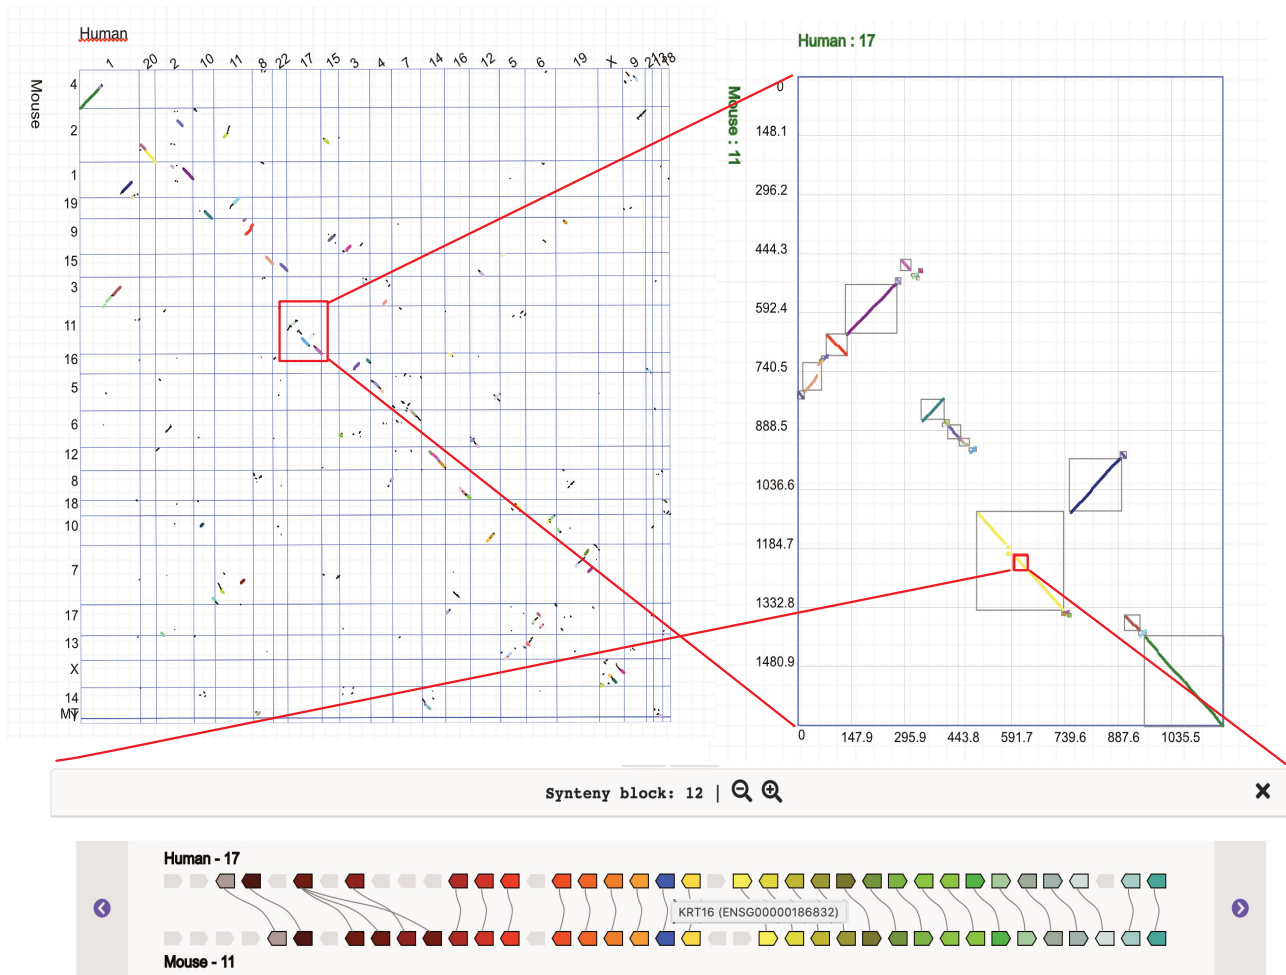 Human
1 20 2 10 11 8 22 17 15 3 4 7 14 16 12 5 6 19 X 9 21 13 18
Mouse
4
2
1
19
9
15
3
11
16
5
6
12
8
18
10
7
17
13
X
14
MT
Human : 17
Mouse : 11
0
148.1
296.2
444.3
592.4
740.5
888.5
1036.6
1184.7
1332.8
1480.9
0 147.9 295.9 443.8 591.7 739.6 887.6 1035.5
Synteny block: 12 |
Human - 17
KRT16 (ENSG00000186832)
Mouse - 11